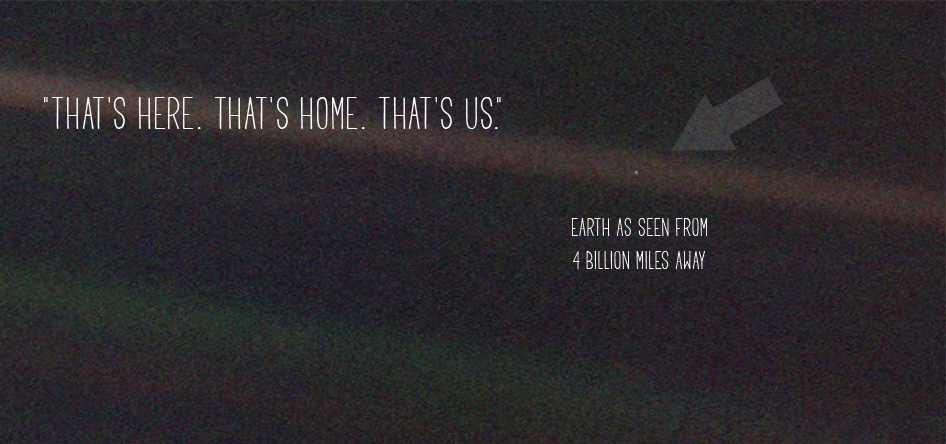 "THAT'S HERE. THAT'S HOME. THAT'S US."
EARTH AS SEEN FROM
4 BILLION MILES AWAY